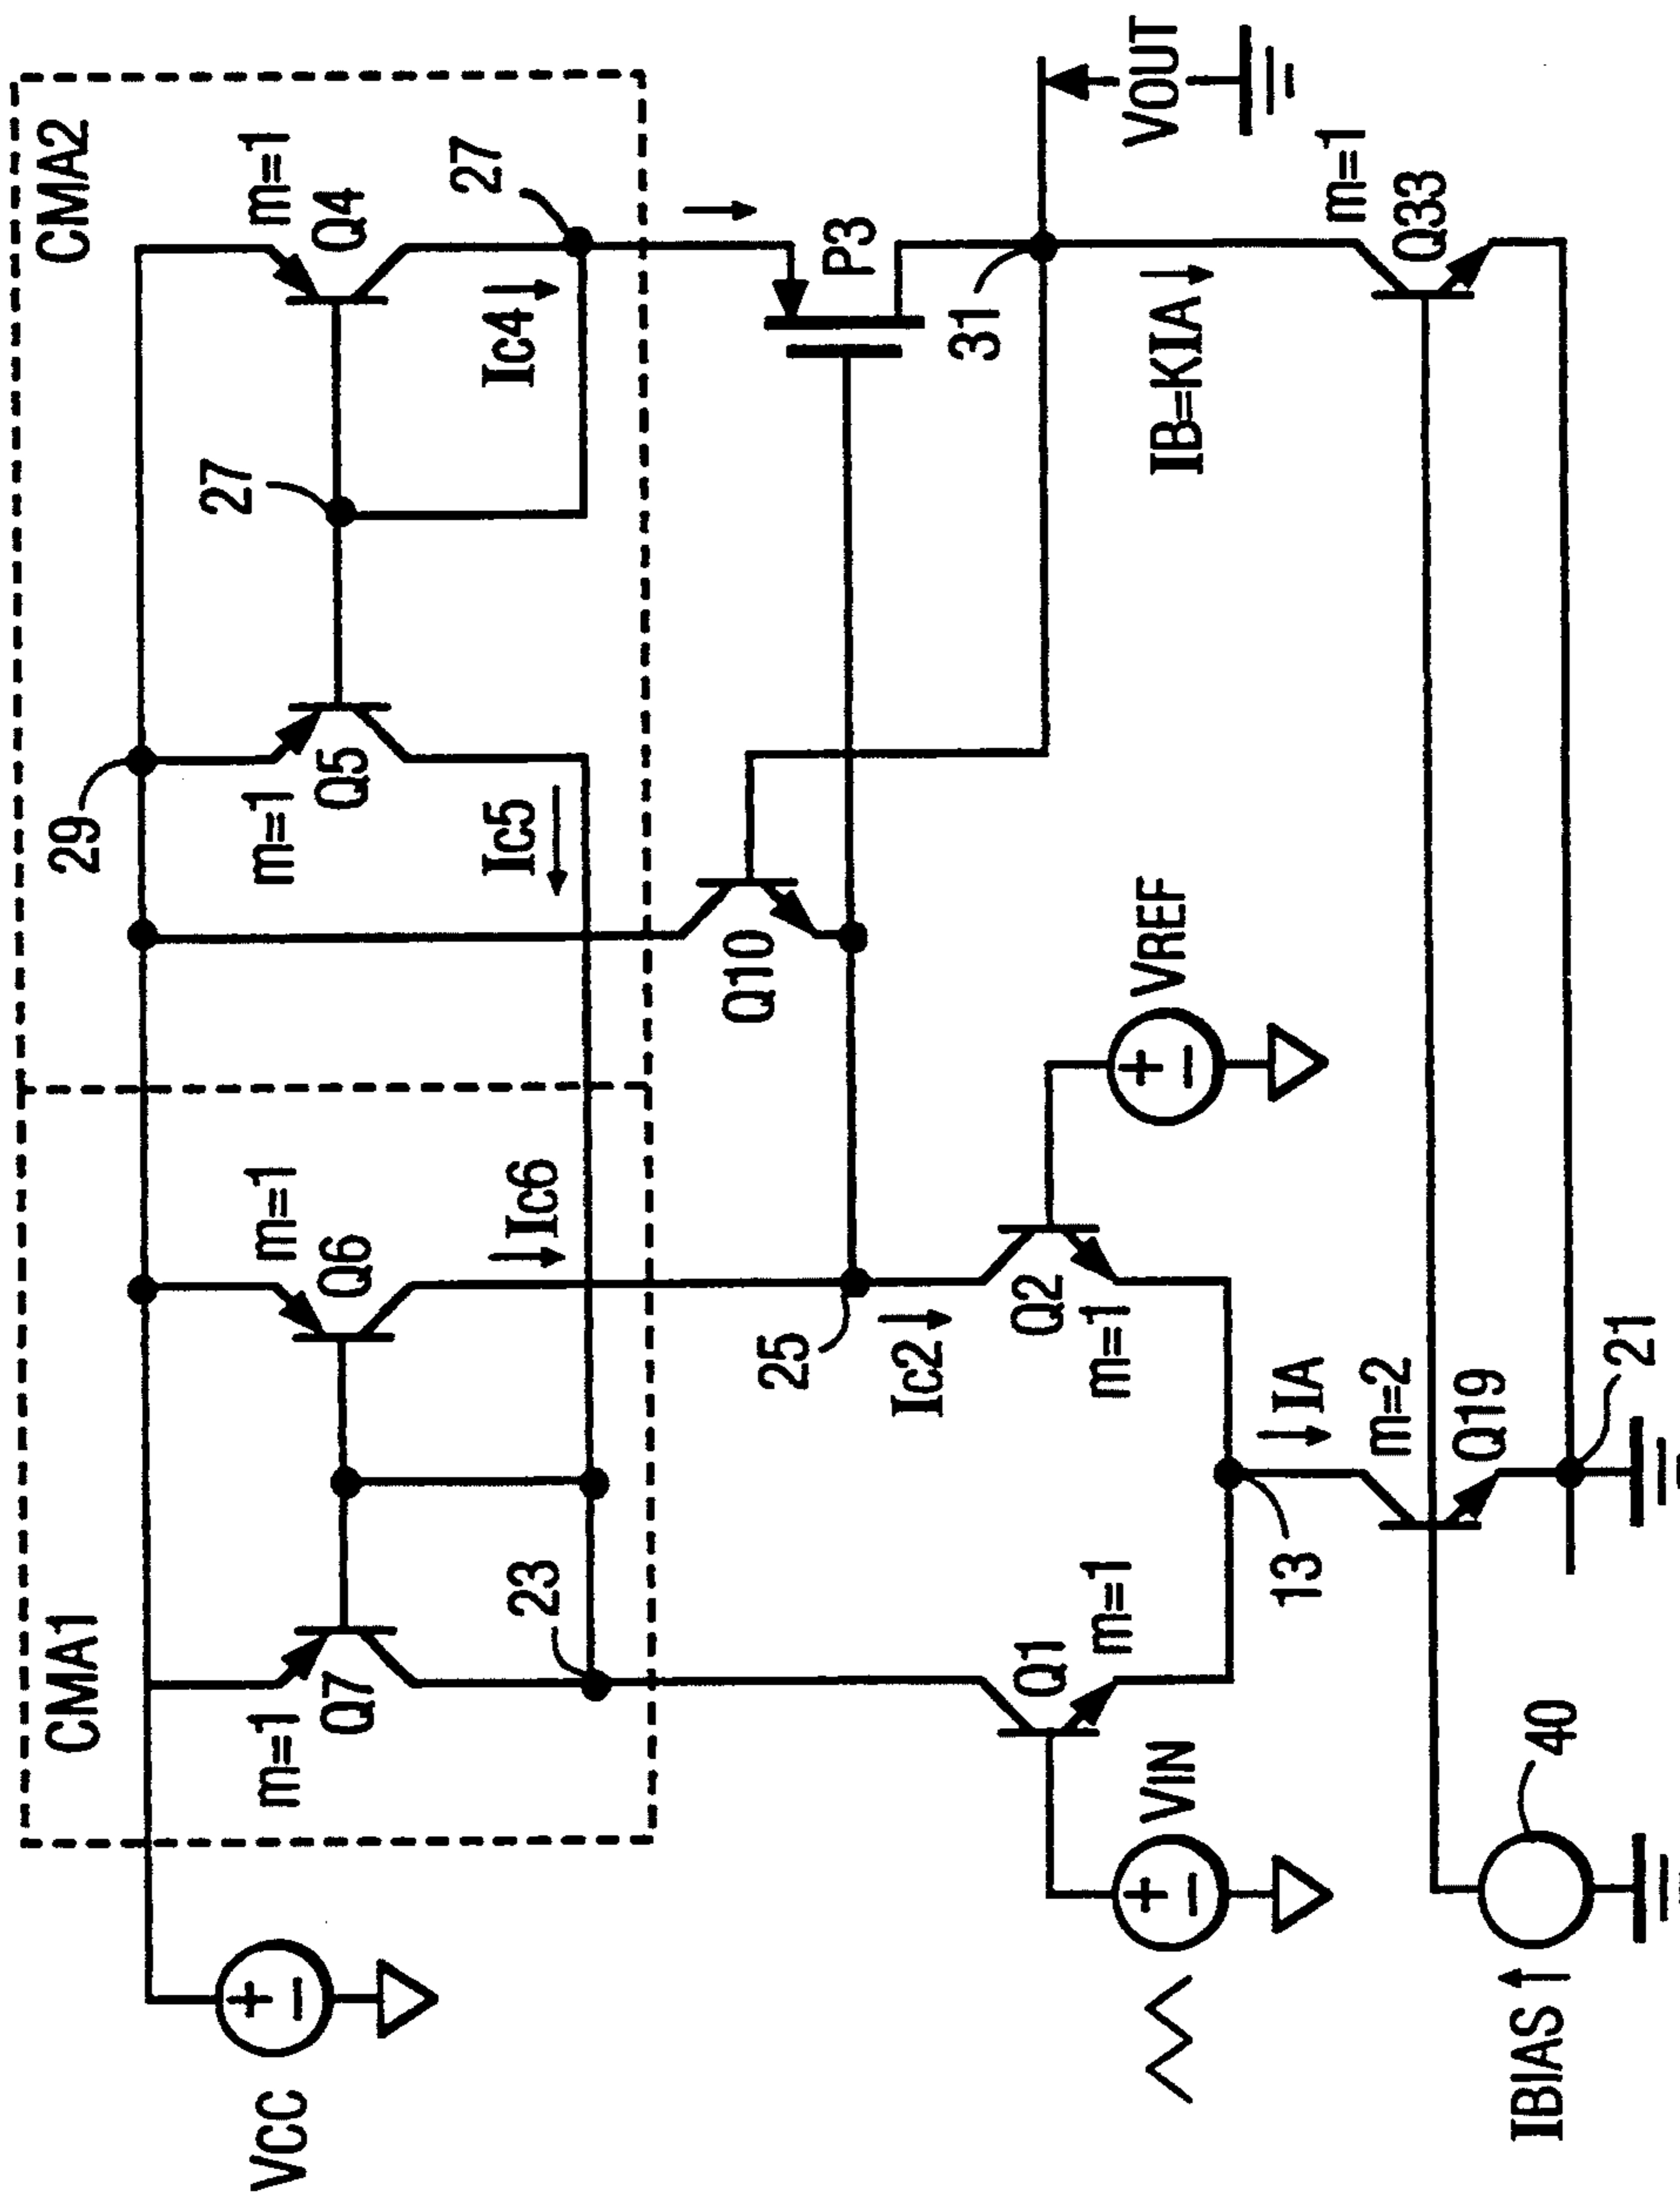 CMA1
CMA2
VCC
+
–
29
m=1
Q7
m=1
Q6
m=1
Q5
m=1
Q4
27
27
23
Ic6
Ic5
Ic4
Q10
P3
25
Ic2
31
VIN
+
–
Q1
m=1
Q2
m=1
VREF
+
–
VOUT
13
IA
IB=KIA
m=2
Q19
m=1
Q33
IBIAS
40
21